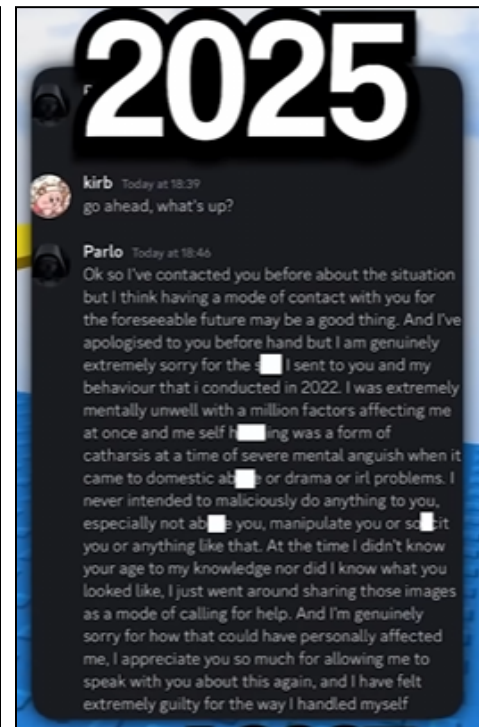 2025
kirb Today at 18:39
go ahead, what's up?
Parlo Today at 18:46
Ok so I've contacted you before about the situation
but I think having a mode of contact with you for
the foreseeable future may be a good thing. And I've
apologised to you before hand but I am genuinely
extremely sorry for the s I sent to you and my
behaviour that i conducted in 2022. I was extremely
mentally unwell with a million factors affecting me
at once and me self h ing was a form of
catharsis at a time of severe mental anguish when it
came to domestic ab e or drama or irl problems. I
never intended to maliciously do anything to you,
especially not ab e you, manipulate you or so cit
you or anything like that. At the time I didn't know
your age to my knowledge nor did I know what you
looked like, I just went around sharing those images
as a mode of calling for help. And I'm genuinely
sorry for how that could have personally affected
me, I appreciate you so much for allowing me to
speak with you about this again, and I have felt
extremely guilty for the way I handled myself